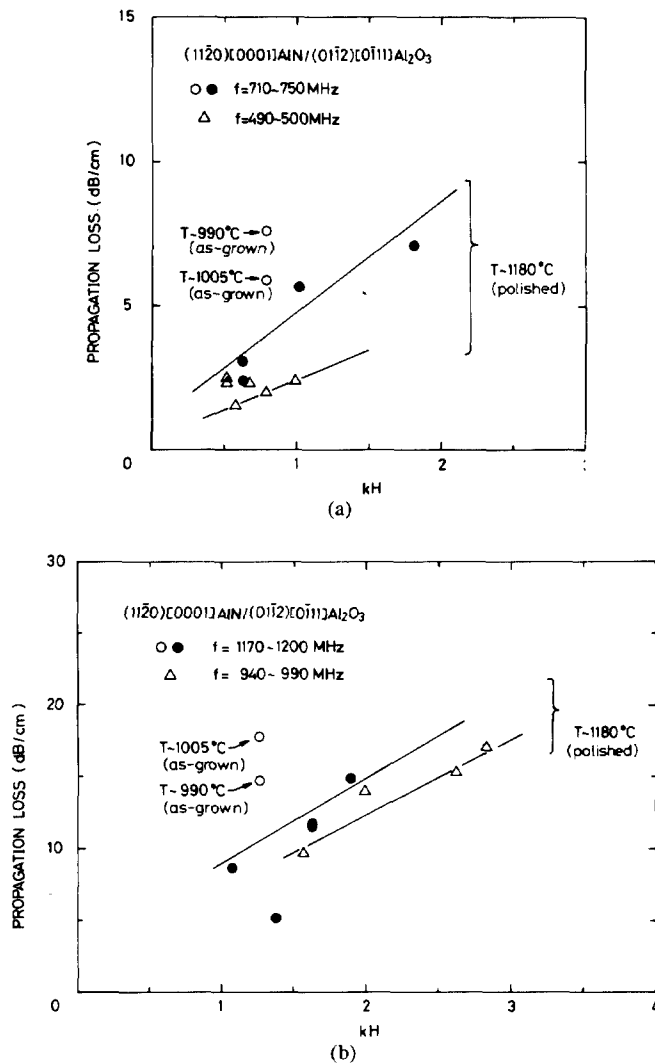 15
(112̄0)[0001]AlN/(011̄2)[01̄11]Al₂O₃
○ ● f=710~750MHz
△ f=490~500MHz
10
PROPAGATION LOSS. (dB/cm)
T~990°C
(as-grown)
T~1005°C
(as-grown)
T~1180°C
(polished)
5
0
1
2
3
kH
(a)
30
(112̄0)[0001]AlN/(011̄2)[01̄11]Al₂O₃
○ ● f = 1170~1200 MHz
△ f = 940~990 MHz
20
PROPAGATION LOSS (dB/cm)
T~1005°C
(as-grown)
T~990°C
(as-grown)
T~1180°C
(polished)
10
0
1
2
3
4
kH
(b)